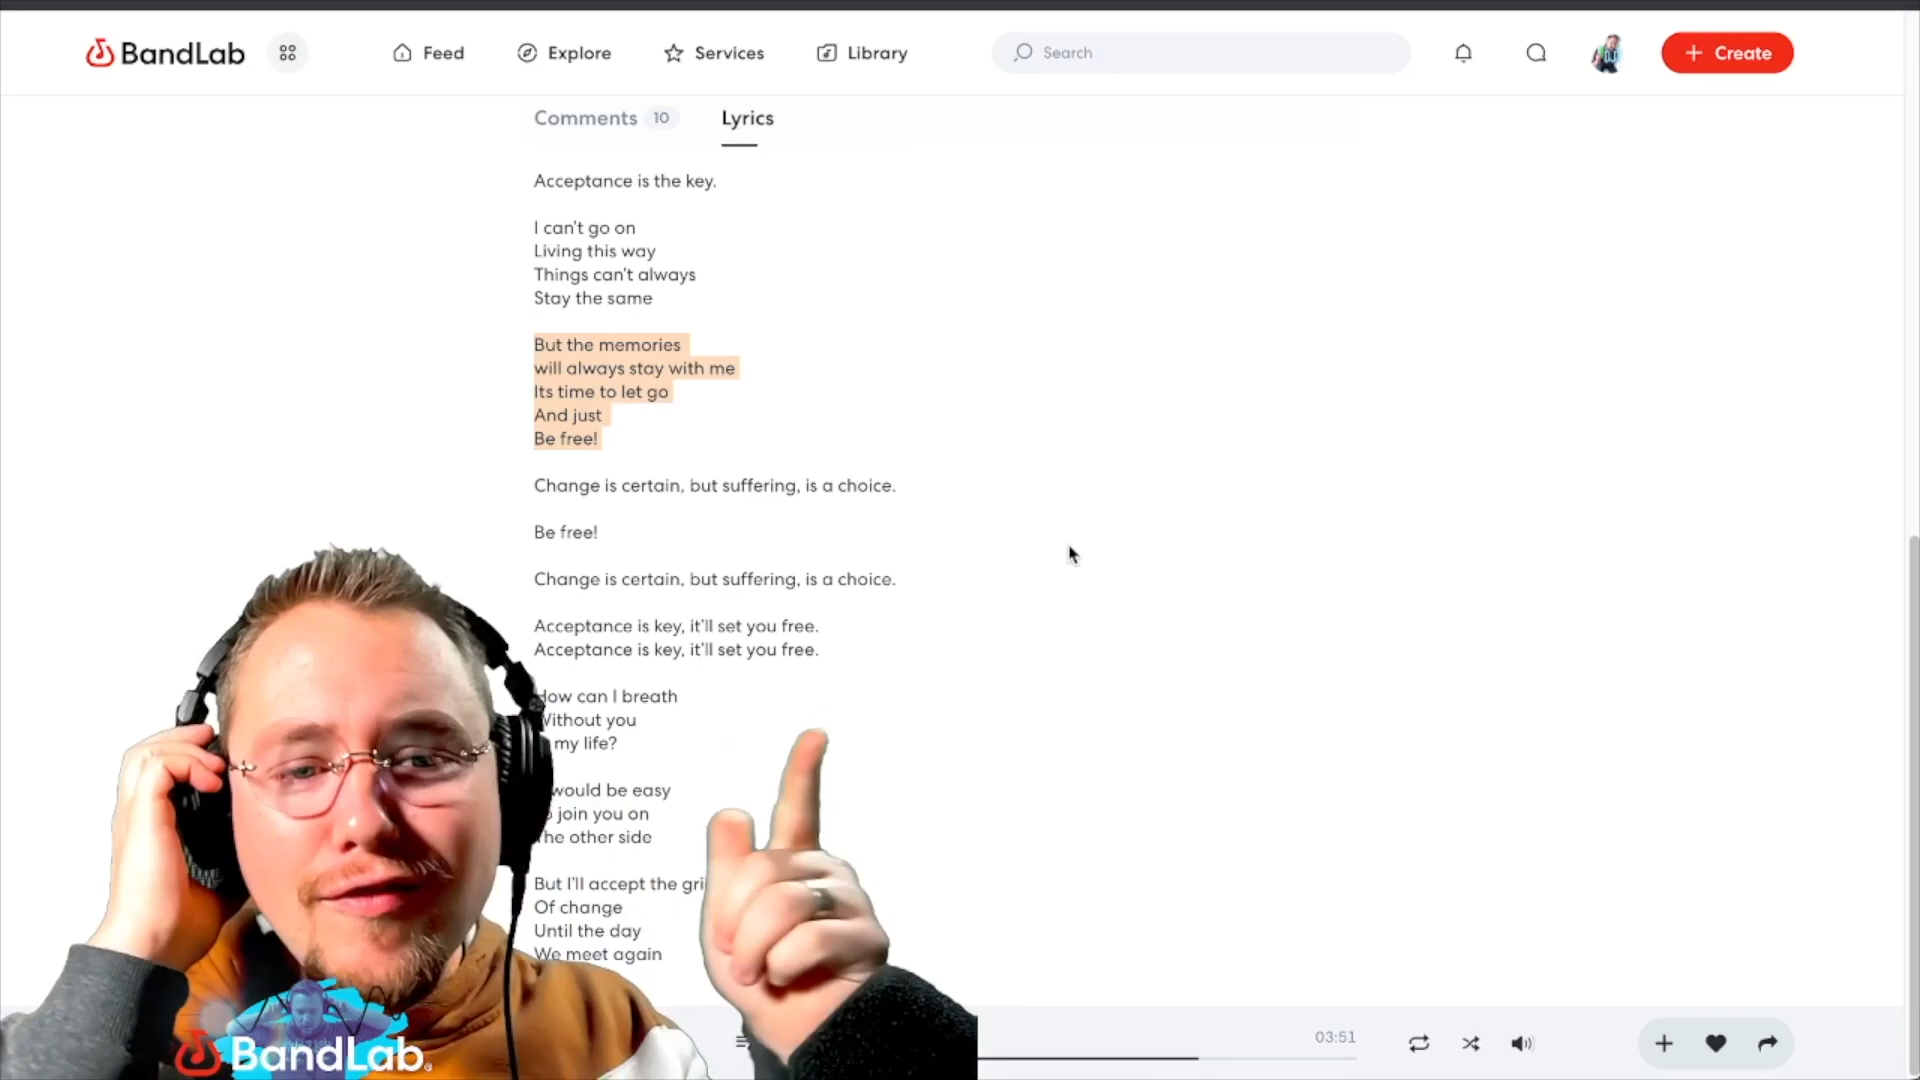 BandLab
Feed
Explore
Services
Library
Search
Create
Comments 10
Lyrics
Acceptance is the key.
I can't go on
Living this way
Things can't always
Stay the same
But the memories
will always stay with me
Its time to let go
And just
Be free!
Change is certain, but suffering, is a choice.
Be free!
Change is certain, but suffering, is a choice.
Acceptance is key, it'll set you free.
Acceptance is key, it'll set you free.
How can I breath
Without you
my life?
would be easy
join you on
The other side
But I'll accept the
Of change
Until the day
We meet again
03:51
BandLab